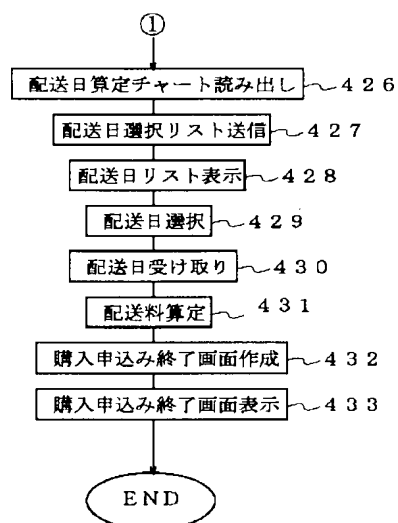 ①
配送日算定チャート読み出し ４２６
配送日選択リスト送信 ４２７
配送日リスト表示 ４２８
配送日選択 ４２９
配送日受け取り ４３０
配送料算定 ４３１
購入申込み終了画面作成 ４３２
購入申込み終了画面表示 ４３３
END